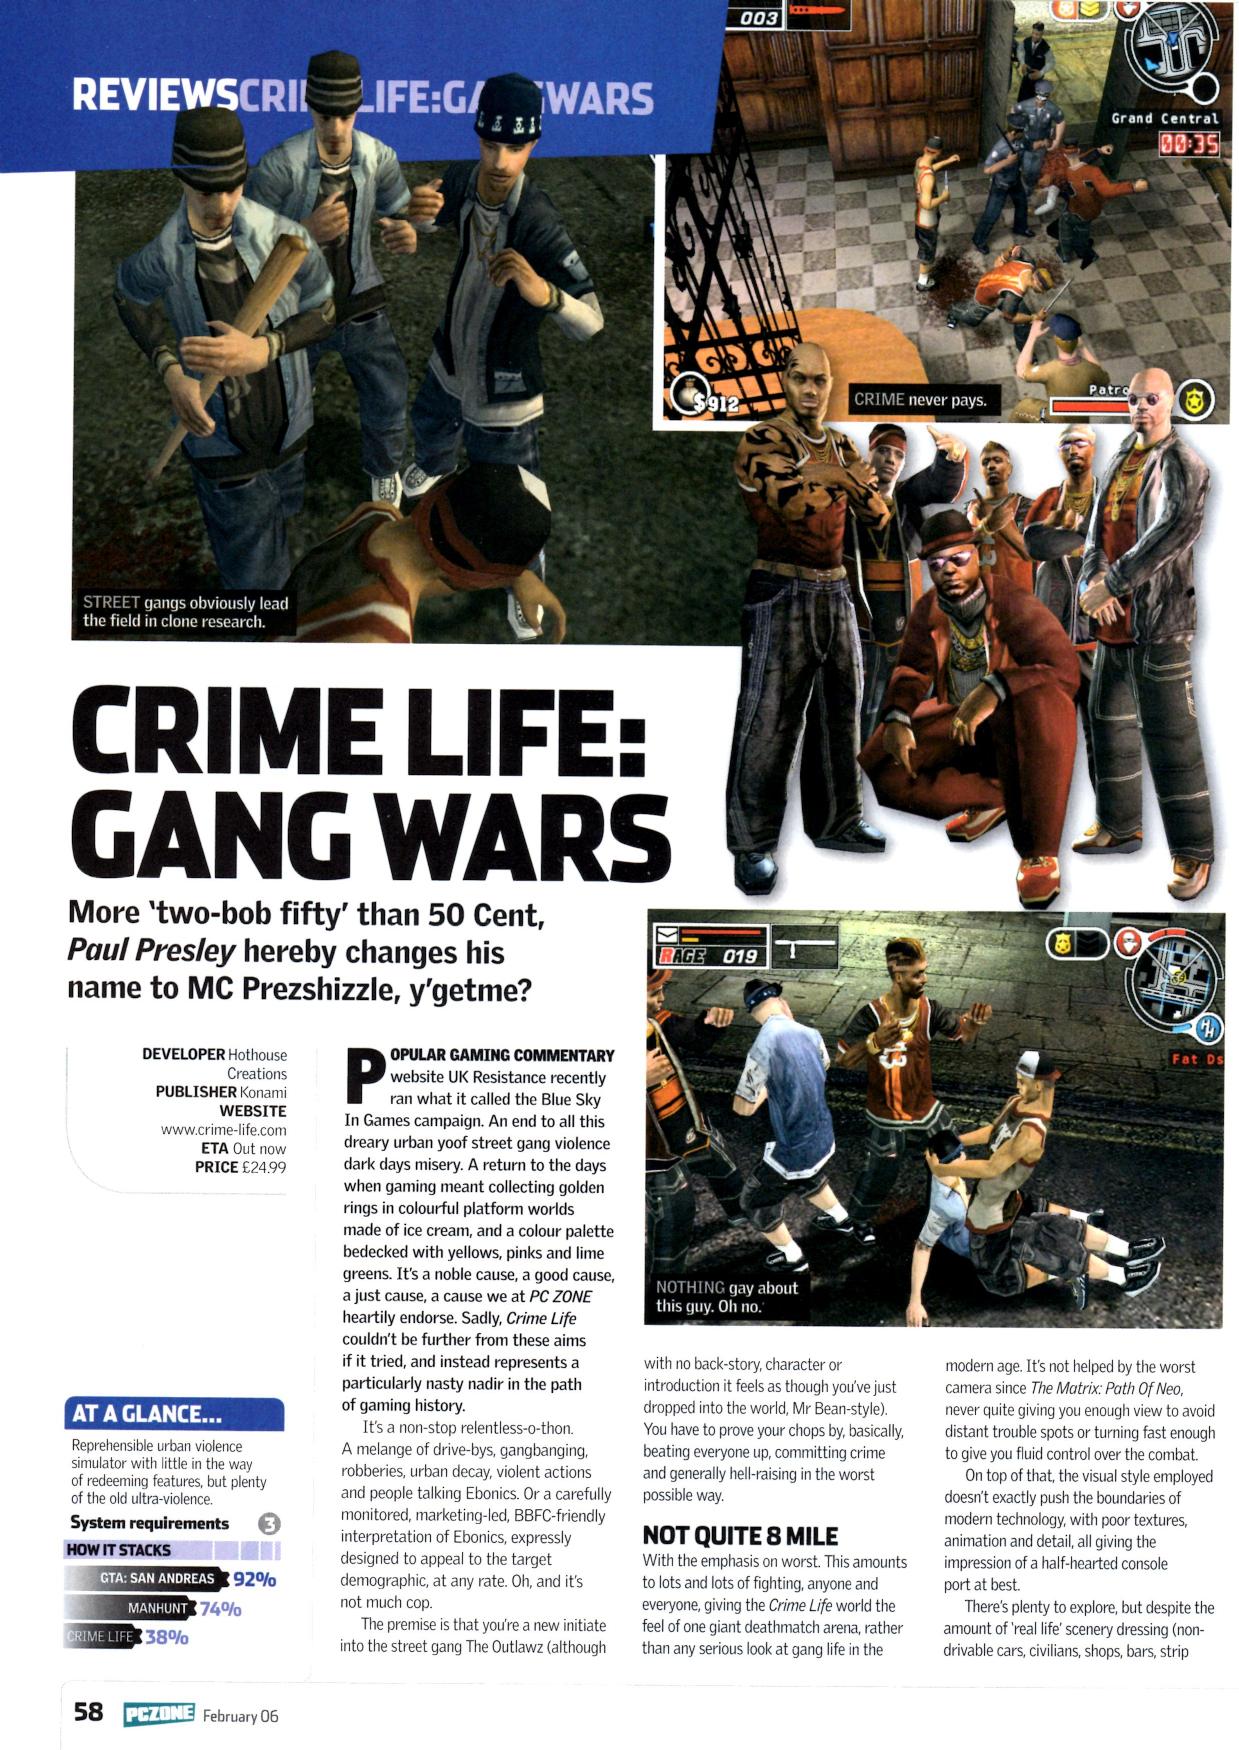 REVIEWSCRIME LIFE:GANG WARS
003
Grand Central
00:35
$912
CRIME never pays.
STREET gangs obviously lead
the field in clone research.
CRIME LIFE:
GANG WARS
More ‘two-bob fifty’ than 50 Cent,
Paul Presley hereby changes his
name to MC Prezshizzle, y’getme?
DEVELOPER Hothouse
Creations
PUBLISHER Konami
WEBSITE
www.crime-life.com
ETA Out now
PRICE £24.99
AT A GLANCE...
Reprehensible urban violence
simulator with little in the way
of redeeming features, but plenty
of the old ultra-violence.
System requirements 3
HOW IT STACKS
GTA: SAN ANDREAS 92%
MANHUNT 74%
CRIME LIFE 38%
POPULAR GAMING COMMENTARY
website UK Resistance recently
ran what it called the Blue Sky
In Games campaign. An end to all this
dreary urban yoof street gang violence
dark days misery. A return to the days
when gaming meant collecting golden
rings in colourful platform worlds
made of ice cream, and a colour palette
bedecked with yellows, pinks and lime
greens. It’s a noble cause, a good cause,
a just cause, a cause we at PC ZONE
heartily endorse. Sadly, Crime Life
couldn’t be further from these aims
if it tried, and instead represents a
particularly nasty nadir in the path
of gaming history.
It’s a non-stop relentless-o-thon.
A melange of drive-bys, gangbanging,
robberies, urban decay, violent actions
and people talking Ebonics. Or a carefully
monitored, marketing-led, BBFC-friendly
interpretation of Ebonics, expressly
designed to appeal to the target
demographic, at any rate. Oh, and it’s
not much cop.
The premise is that you’re a new initiate
into the street gang The Outlawz (although
RAGE 019
Fat Ds
NOTHING gay about
this guy. Oh no.
with no back-story, character or
introduction it feels as though you’ve just
dropped into the world, Mr Bean-style).
You have to prove your chops by, basically,
beating everyone up, committing crime
and generally hell-raising in the worst
possible way.
NOT QUITE 8 MILE
With the emphasis on worst. This amounts
to lots and lots of fighting, anyone and
everyone, giving the Crime Life world the
feel of one giant deathmatch arena, rather
than any serious look at gang life in the
modern age. It’s not helped by the worst
camera since The Matrix: Path Of Neo,
never quite giving you enough view to avoid
distant trouble spots or turning fast enough
to give you fluid control over the combat.
On top of that, the visual style employed
doesn’t exactly push the boundaries of
modern technology, with poor textures,
animation and detail, all giving the
impression of a half-hearted console
port at best.
There’s plenty to explore, but despite the
amount of ‘real life’ scenery dressing (non-
drivable cars, civilians, shops, bars, strip
58 PCZONE February 06